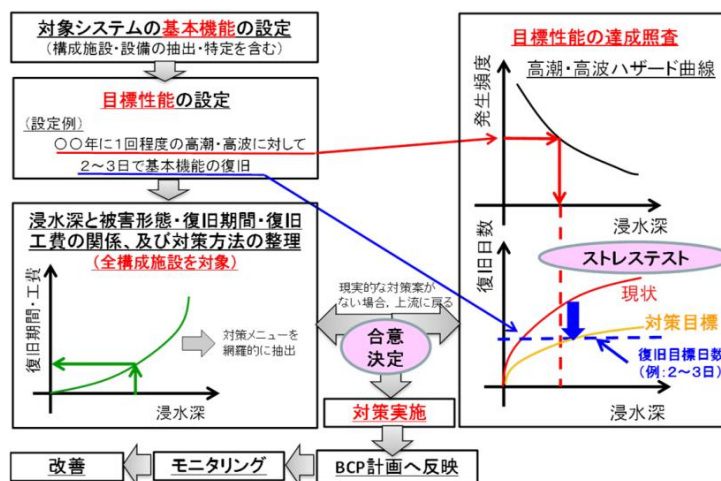 対象システムの基本機能の設定
(構成施設・設備の抽出・特定を含む)
目標性能の設定
(設定例)
○○年に1回程度の高潮・高波に対して
2～3日で基本機能の復旧
浸水深と被害形態・復旧期間・復旧
工費の関係、及び対策方法の整理
(全構成施設を対象)
復旧期間・工費
対策メニューを
網羅的に抽出
浸水深
現実的な対策案が
ない場合,上流に戻る
合意
決定
対策実施
BCP計画へ反映
モニタリング
改善
目標性能の達成照査
高潮・高波ハザード曲線
発生頻度
浸水深
ストレステスト
復旧日数
現状
対策目標
復旧目標日数
(例:2～3日)
浸水深